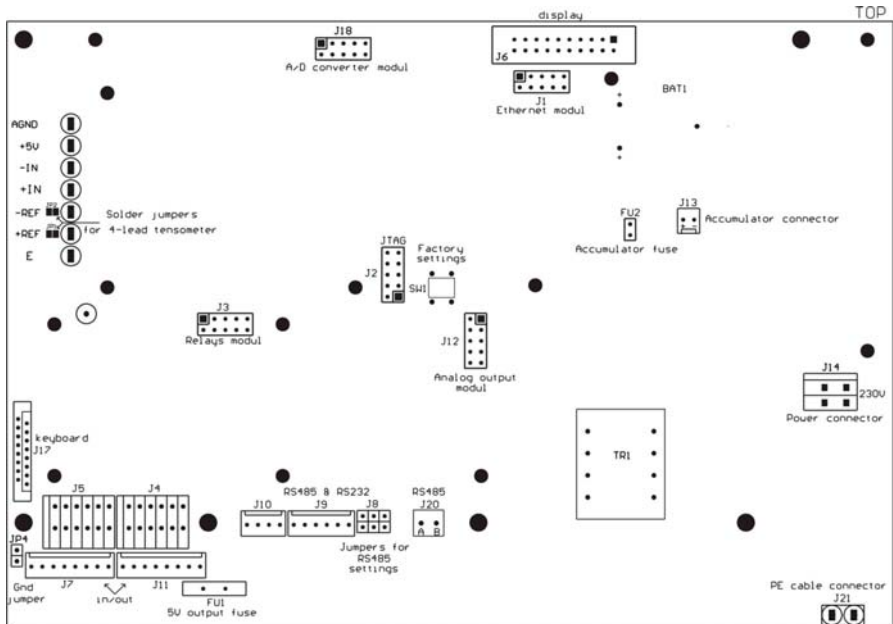 TOP
display
J18
A/D converter modul
J6
J1
Ethernet modul
BAT1
AGND
+5V
-IN
+IN
-REF
JP2
+REF
JP1
E
Solder jumpers
for 4-lead tensometer
FU2
Accumulator fuse
J13
Accumulator connector
JTAG
J2
Factory
settings
SW1
J3
Relays modul
J12
Analog output
modul
J14
230V
Power connector
keyboard
J17
TR1
J5
J4
RS485 & RS232
J10
J9
J8
RS485
J20
A B
Jumpers for
RS485
settings
JP4
Gnd
jumper
J7
in/out
J11
FU1
5V output fuse
PE cable connector
J21